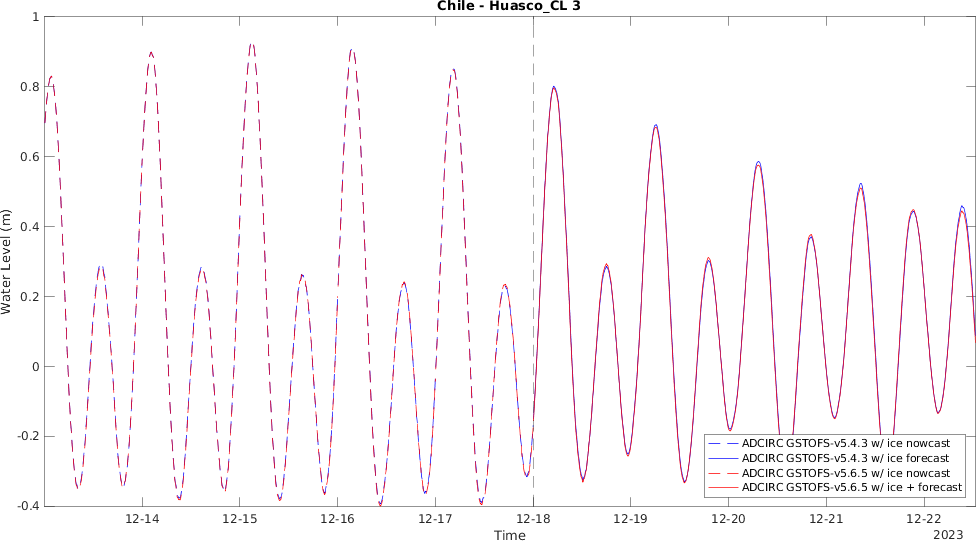 Chile - Huasco_CL 3
Water Level (m)
1
0.8
0.6
0.4
0.2
0
-0.2
-0.4
ADCIRC GSTOFS-v5.4.3 w/ ice nowcast
ADCIRC GSTOFS-v5.4.3 w/ ice forecast
ADCIRC GSTOFS-v5.6.5 w/ ice nowcast
ADCIRC GSTOFS-v5.6.5 w/ ice + forecast
12-14 12-15 12-16 12-17 12-18 12-19 12-20 12-21 12-22
Time
2023